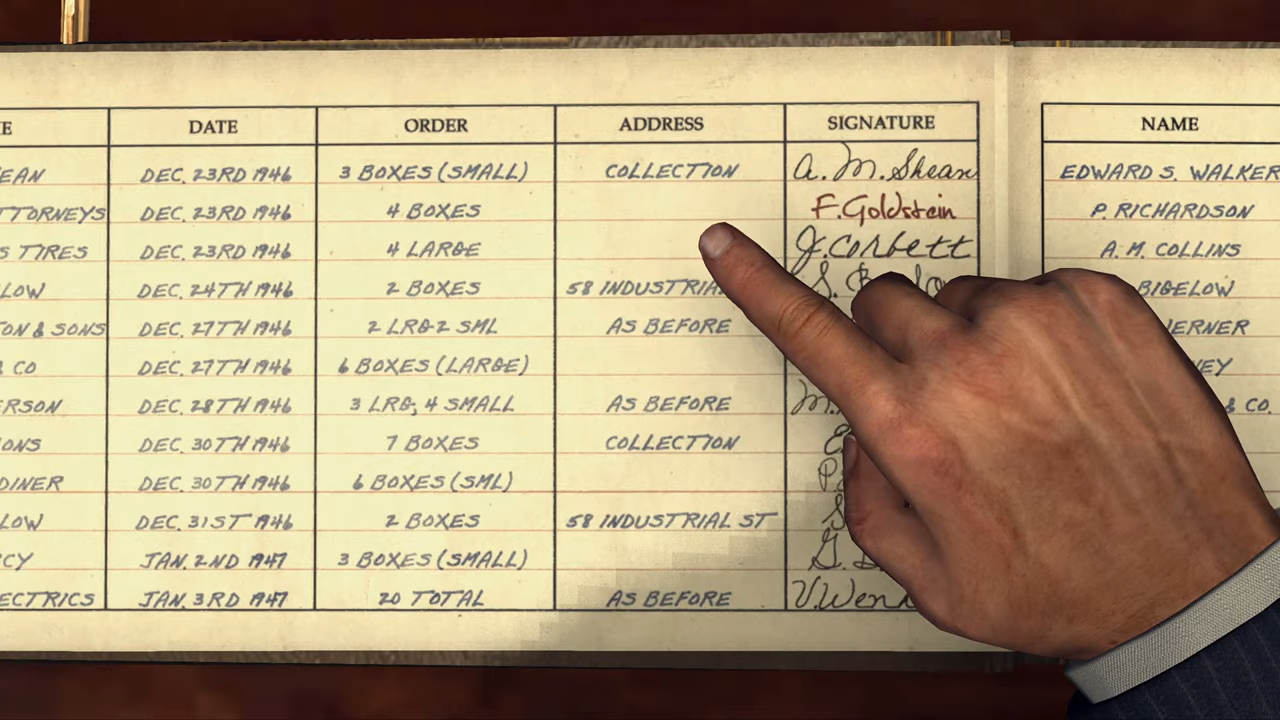 E DATE ORDER ADDRESS SIGNATURE NAME
EAN DEC. 23RD 1946 3 BOXES (SMALL) COLLECTION A. M. Shean EDWARD S. WALKER
TTORNEYS DEC. 23RD 1946 4 BOXES F. Goldstein P. RICHARDSON
S TIRES DEC. 23RD 1946 4 LARGE J. Corbett A. M. COLLINS
LOW DEC. 24TH 1946 2 BOXES 58 INDUSTRIA S. BIGELOW
ON & SONS DEC. 27TH 1946 2 LRG 2 SML AS BEFORE ERNER
& CO DEC. 27TH 1946 6 BOXES (LARGE) EY
ERSON DEC. 28TH 1946 3 LRG, 4 SMALL AS BEFORE M. & CO.
ONS DEC. 30TH 1946 7 BOXES COLLECTION
DINER DEC. 30TH 1946 6 BOXES (SML) P.
LOW DEC. 31ST 1946 2 BOXES 58 INDUSTRIAL ST S
CY JAN. 2ND 1947 3 BOXES (SMALL) G.
ECTRICS JAN. 3RD 1947 20 TOTAL AS BEFORE V. Wen